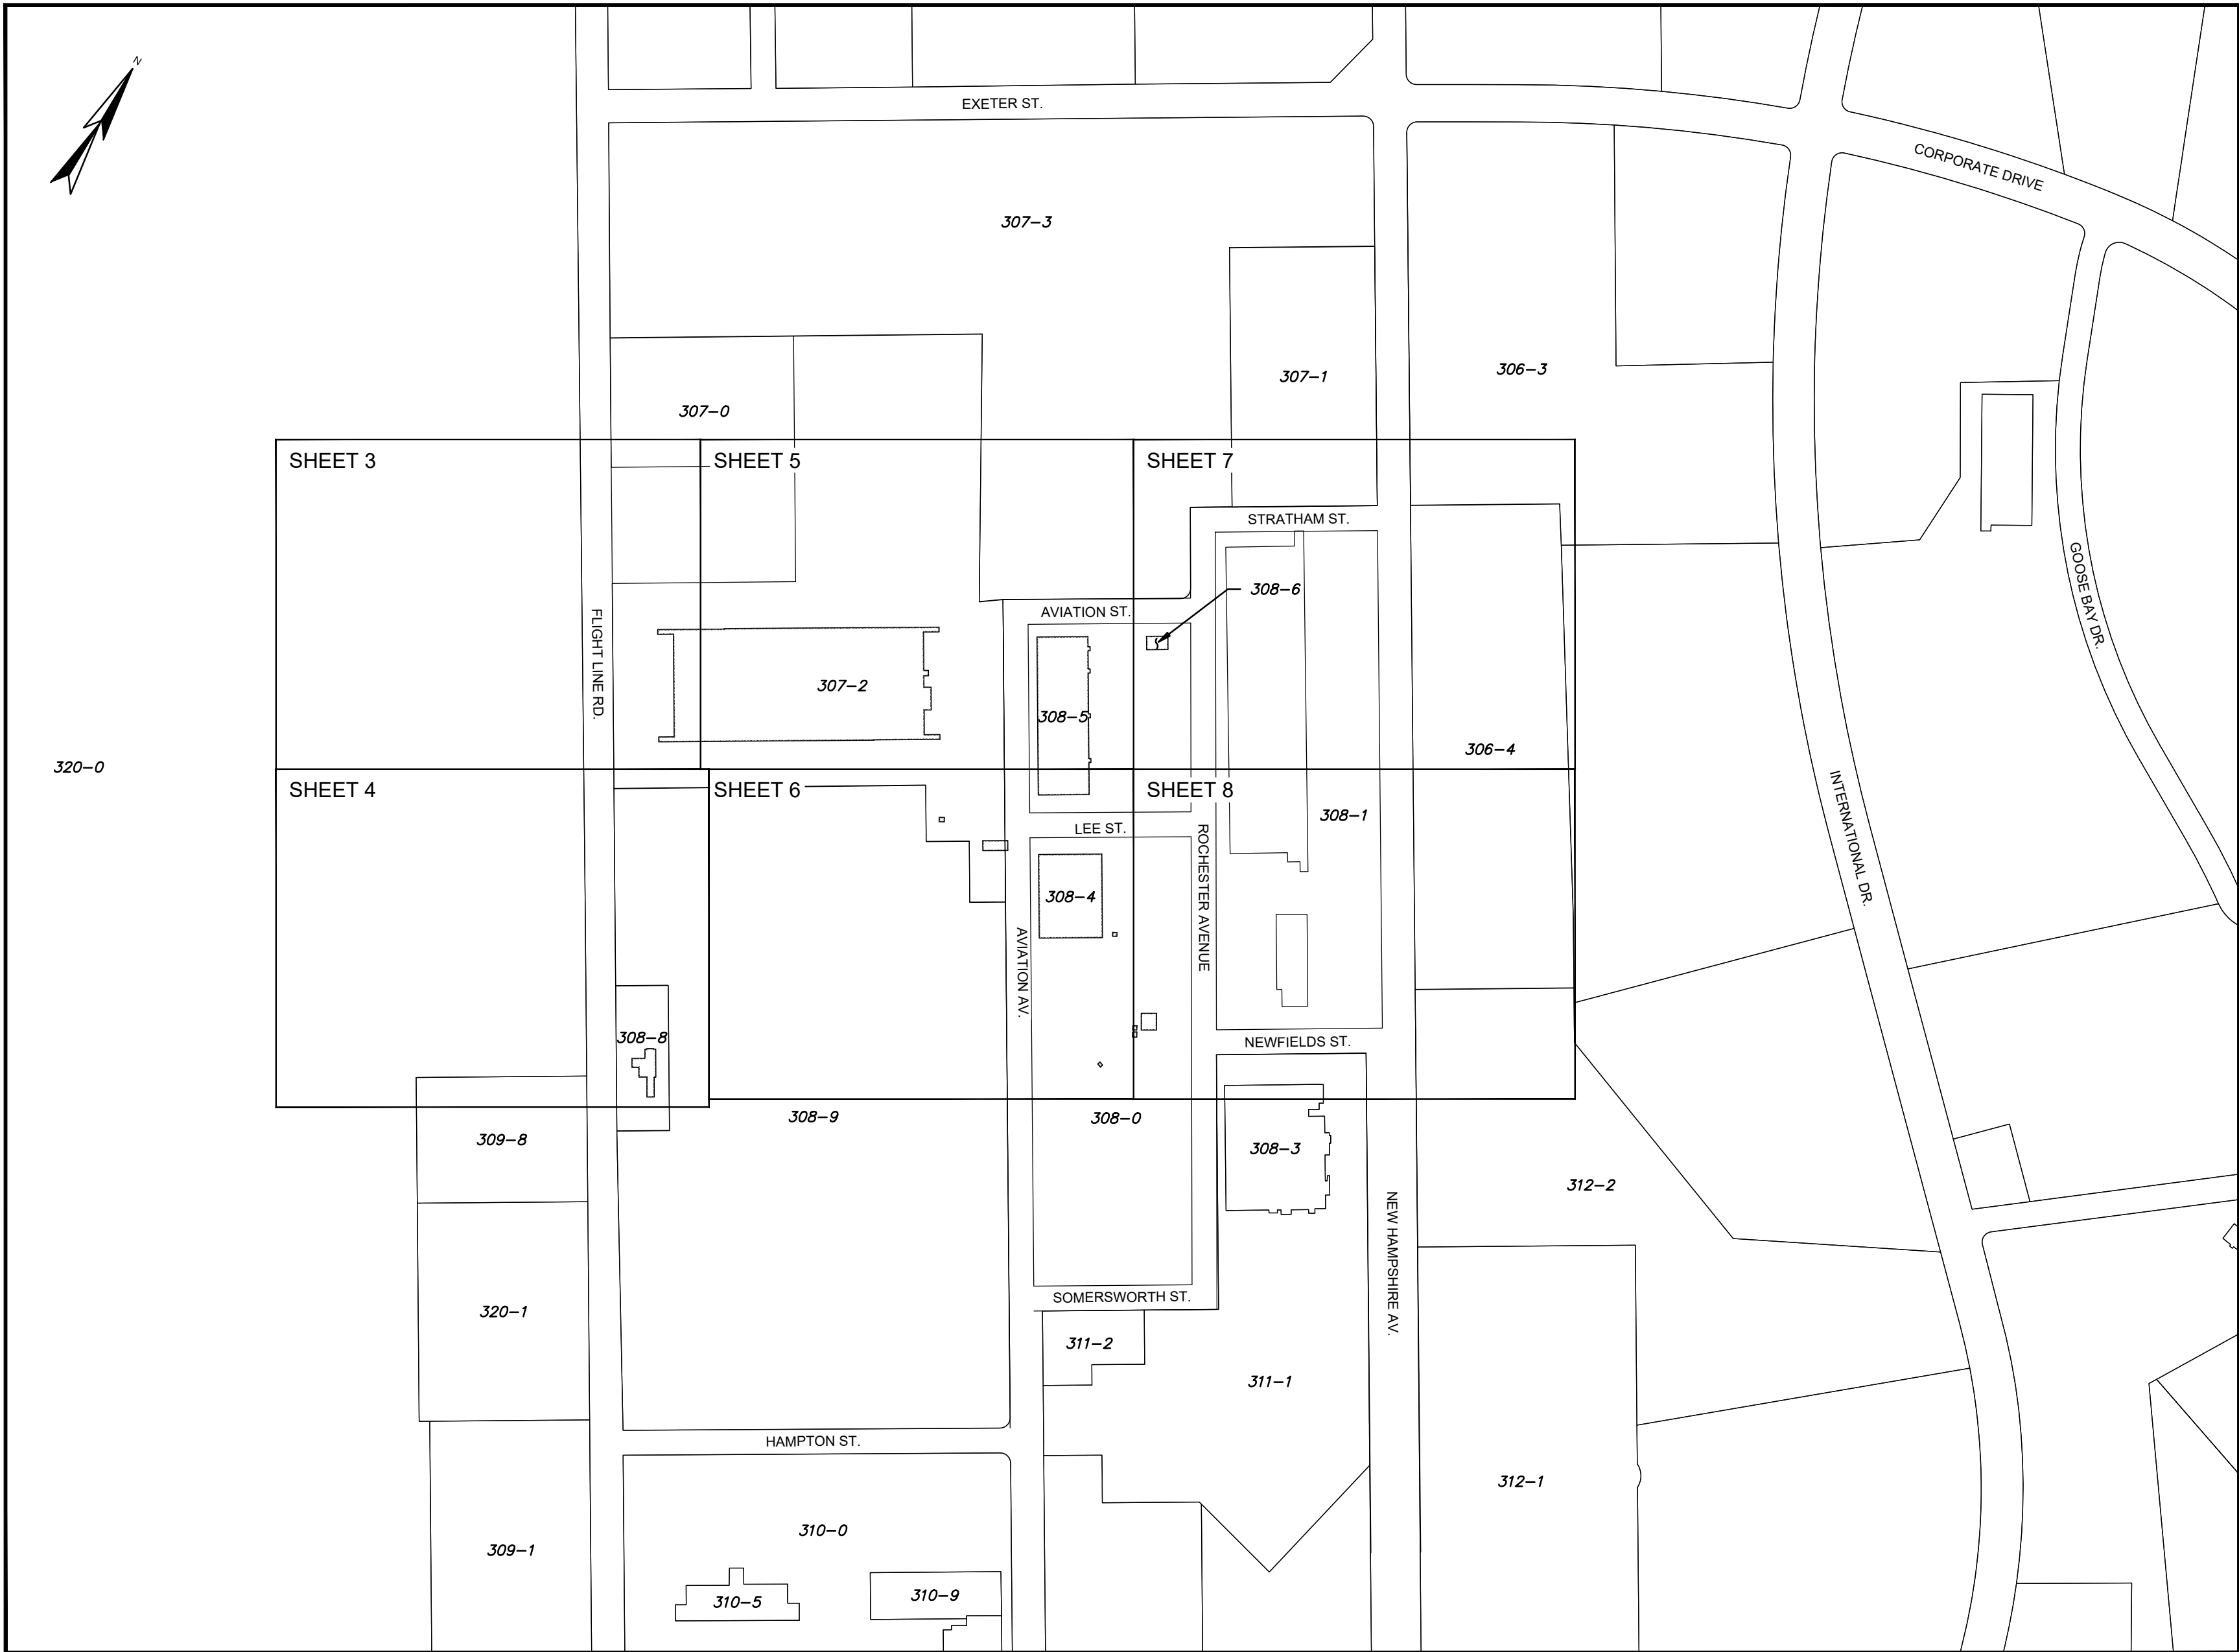 N
EXETER ST.
CORPORATE DRIVE
307-3
307-1
306-3
307-0
SHEET 3
SHEET 5
SHEET 7
STRATHAM ST.
GOOSE BAY DR.
308-6
AVIATION ST.
FLIGHT LINE RD.
307-2
308-5
306-4
320-0
SHEET 4
SHEET 6
SHEET 8
308-1
INTERNATIONAL DR.
LEE ST.
ROCHESTER AVENUE
308-4
AVIATION AV.
308-8
NEWFIELDS ST.
308-9
308-0
309-8
308-3
312-2
NEW HAMPSHIRE AV.
SOMERSWORTH ST.
320-1
311-2
311-1
HAMPTON ST.
312-1
310-0
309-1
310-5
310-9